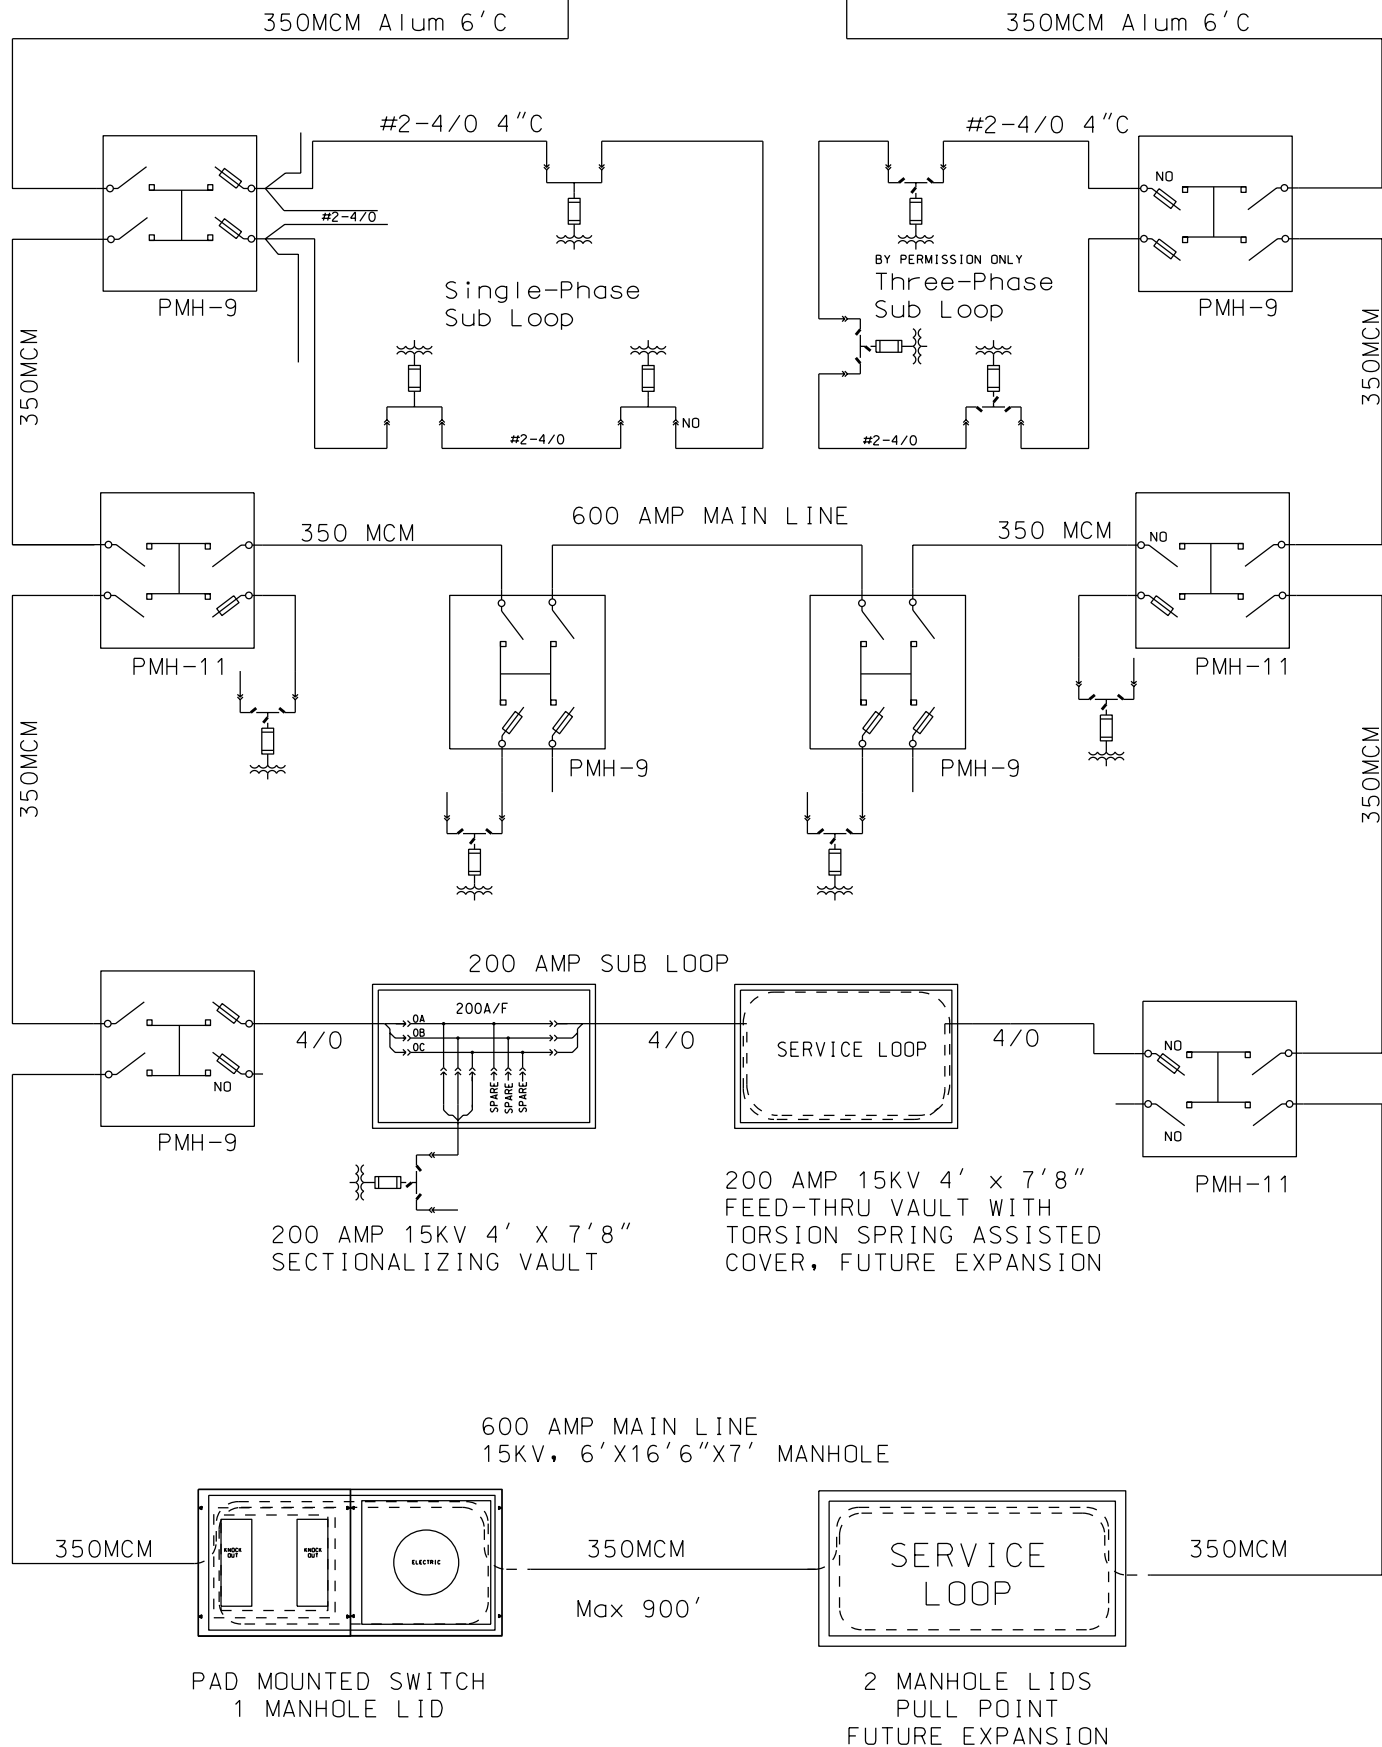 350MCM Alum 6'C
350MCM Alum 6'C
#2-4/0 4"C
#2-4/0 4"C
NO
#2-4/0
BY PERMISSION ONLY
Three-Phase
Sub Loop
Single-Phase
Sub Loop
PMH-9
PMH-9
350MCM
350MCM
NO
#2-4/0
#2-4/0
600 AMP MAIN LINE
350 MCM
350 MCM
NO
PMH-11
PMH-11
350MCM
350MCM
PMH-9
PMH-9
200 AMP SUB LOOP
200A/F
0A
0B
0C
4/0
4/0
SERVICE LOOP
4/0
NO
NO
SPARE
SPARE
SPARE
NO
PMH-9
PMH-11
200 AMP 15KV 4' X 7'8"
SECTIONALIZING VAULT
200 AMP 15KV 4' x 7'8"
FEED-THRU VAULT WITH
TORSION SPRING ASSISTED
COVER, FUTURE EXPANSION
600 AMP MAIN LINE
15KV, 6'X16'6"X7' MANHOLE
350MCM
KNOCK
OUT
KNOCK
OUT
ELECTRIC
350MCM
Max 900'
SERVICE
LOOP
350MCM
PAD MOUNTED SWITCH
1 MANHOLE LID
2 MANHOLE LIDS
PULL POINT
FUTURE EXPANSION